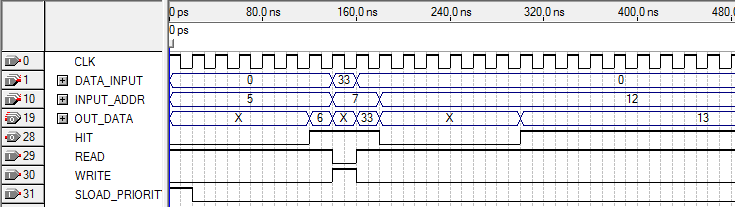 0 ps 80.0 ns 160.0 ns 240.0 ns 320.0 ns 400.0 ns 480.0
0 ps
0 CLK
1 DATA_INPUT 0 33 0
10 INPUT_ADDR 5 7 12
19 OUT_DATA X 6 X 33 X 13
28 HIT
29 READ
30 WRITE
31 SLOAD_PRIORIT